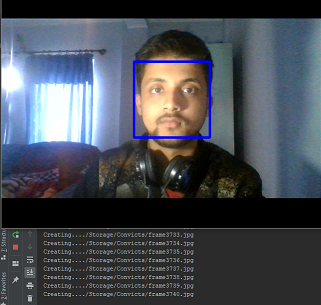 Creating..../Storage/Convicts/frame3733.jpg
Creating..../Storage/Convicts/frame3734.jpg
Creating..../Storage/Convicts/frame3735.jpg
Creating..../Storage/Convicts/frame3736.jpg
Creating..../Storage/Convicts/frame3737.jpg
Creating..../Storage/Convicts/frame3738.jpg
Creating..../Storage/Convicts/frame3739.jpg
Creating..../Storage/Convicts/frame3740.jpg
2: Favorites